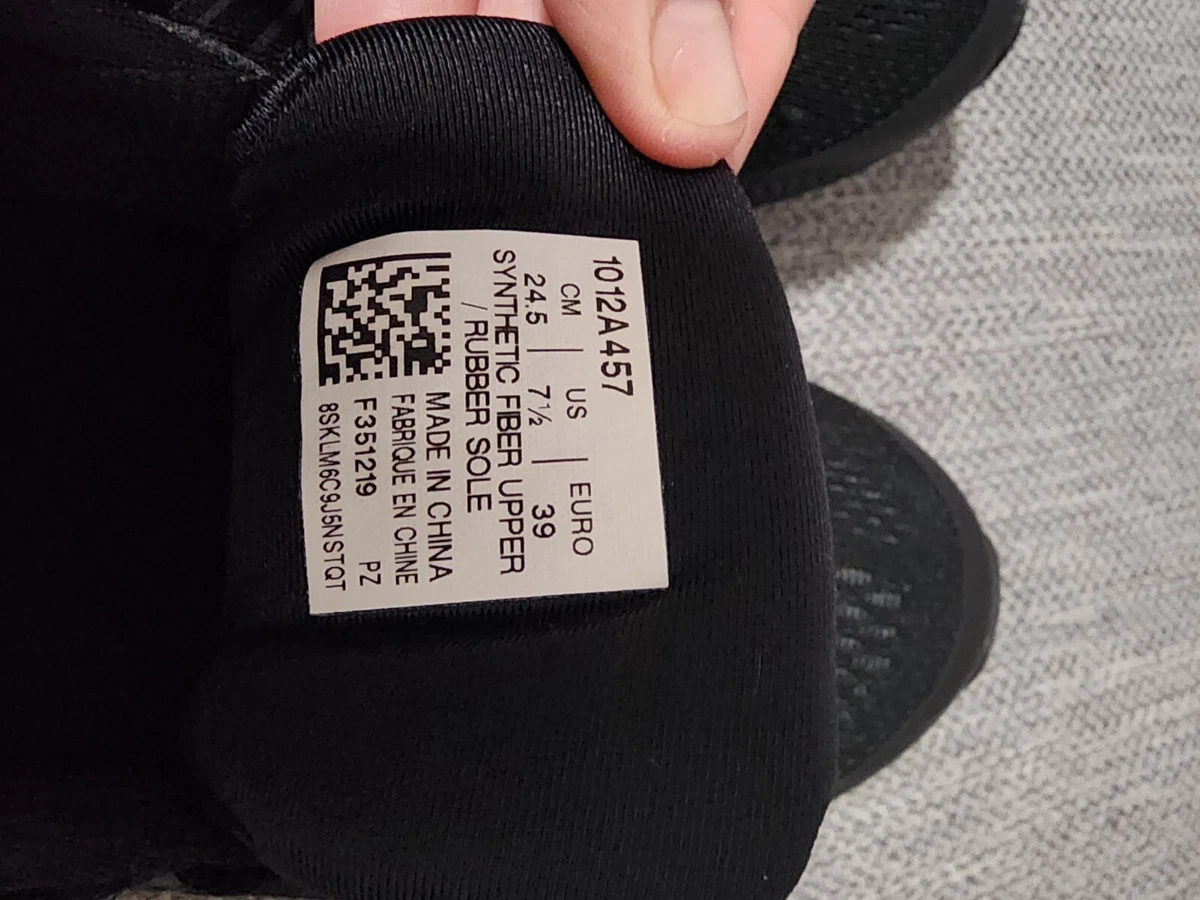 1012A457
CM | US | EURO
24.5 | 7½ | 39
SYNTHETIC FIBER UPPER
/ RUBBER SOLE
MADE IN CHINA
FABRIQUE EN CHINE
F351219 PZ
8SKLM6C9J5NSTQT